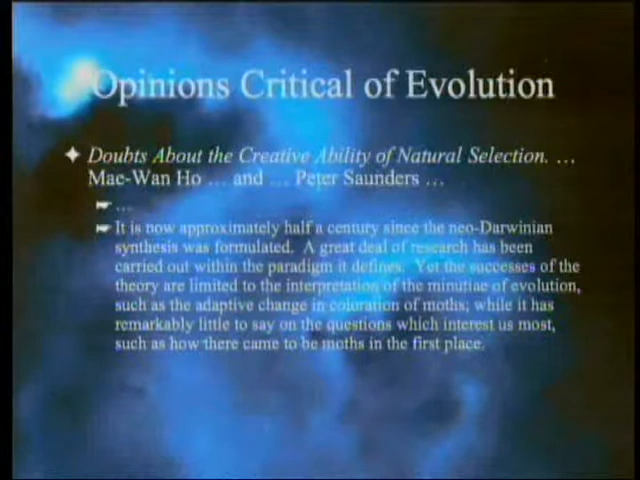 Opinions Critical of Evolution
Doubts About the Creative Ability of Natural Selection. …
Mae-Wan Ho … and … Peter Saunders …
…
It is now approximately half a century since the neo-Darwinian
synthesis was formulated. A great deal of research has been
carried out within the paradigm it defines. Yet the successes of the
theory are limited to the interpretation of the minutiae of evolution,
such as the adaptive change in coloration of moths; while it has
remarkably little to say on the questions which interest us most,
such as how there came to be moths in the first place.